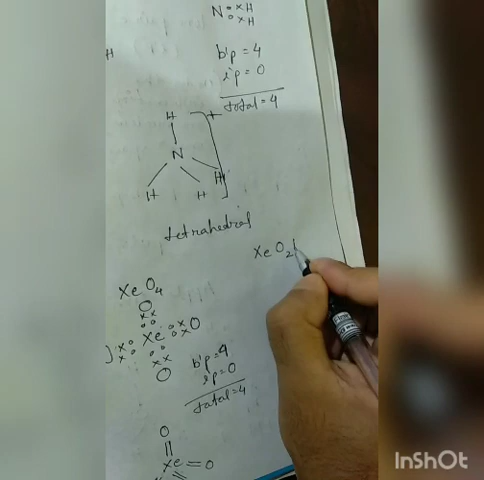 H
N °° ×H
°× H
b'p = 4
l'p = 0
total = 4
H
+
N
H
H
H
tetrahedral
XeO2
XeO4
O
××
°°
×° Xe °× O
×° °×
°°
××
O
b'p = 4
l'p = 0
total = 4
O
Xe = O
InShOt